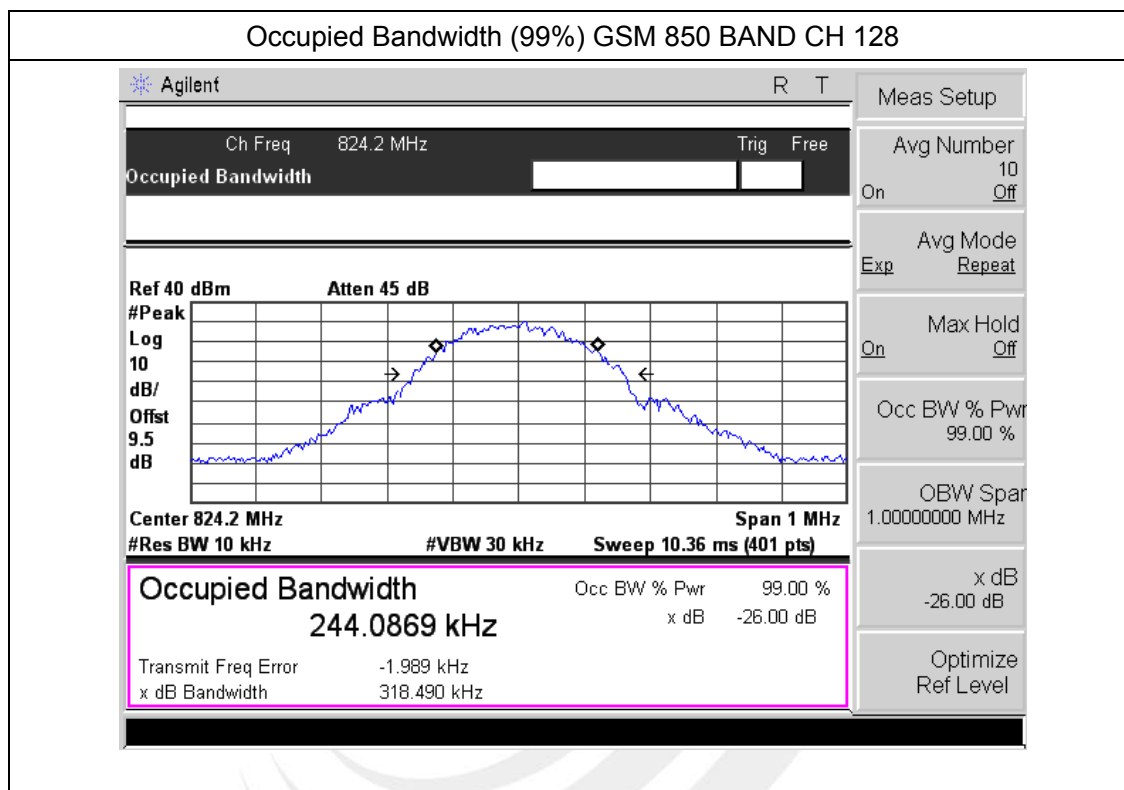 Occupied Bandwidth (99%) GSM 850 BAND CH 128
Agilent R T
Ch Freq 824.2 MHz Trig Free
Occupied Bandwidth
Ref 40 dBm Atten 45 dB
#Peak
Log
10
dB/
Offst
9.5
dB
Center 824.2 MHz Span 1 MHz
#Res BW 10 kHz #VBW 30 kHz Sweep 10.36 ms (401 pts)
Occupied Bandwidth Occ BW % Pwr 99.00 %
244.0869 kHz x dB -26.00 dB
Transmit Freq Error -1.989 kHz
x dB Bandwidth 318.490 kHz
Meas Setup
Avg Number
10
On Off
Avg Mode
Exp Repeat
Max Hold
On Off
Occ BW % Pwr
99.00 %
OBW Span
1.00000000 MHz
x dB
-26.00 dB
Optimize
Ref Level